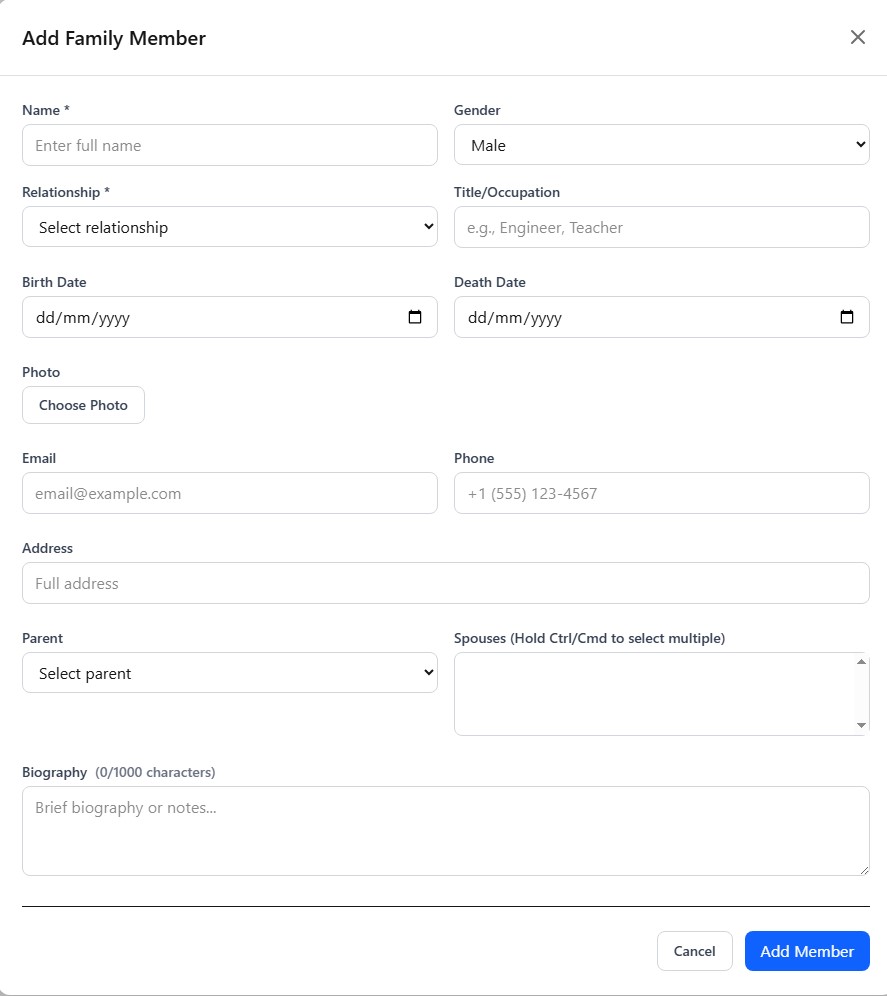 Add Family Member
Name *
Gender
Enter full name
Male
Relationship *
Title/Occupation
Select relationship
e.g., Engineer, Teacher
Birth Date
Death Date
dd/mm/yyyy
dd/mm/yyyy
Photo
Choose Photo
Email
Phone
email@example.com
+1 (555) 123-4567
Address
Full address
Parent
Spouses (Hold Ctrl/Cmd to select multiple)
Select parent
Biography (0/1000 characters)
Brief biography or notes...
Cancel
Add Member